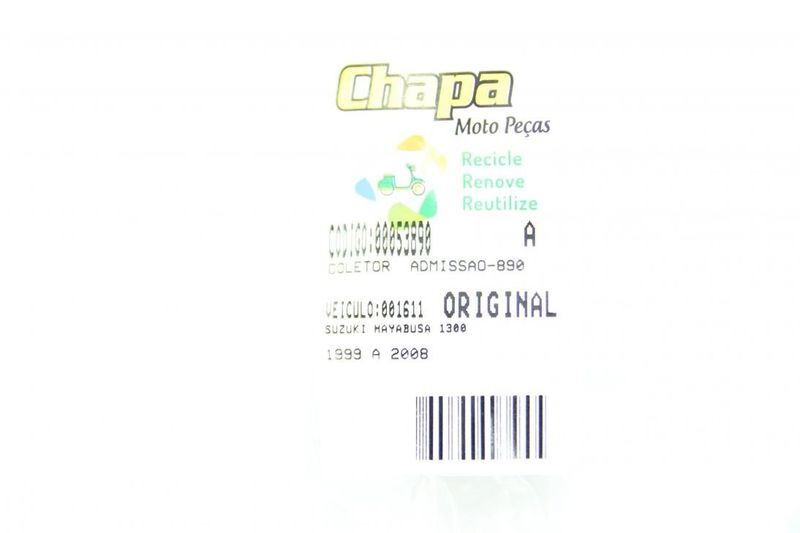 Chapa
Moto Peças
Recicle
Renove
Reutilize
CODIGO:00053890 A
COLETOR ADMISSAO-890
VEICULO:001611 ORIGINAL
SUZUKI HAYABUSA 1300
1999 A 2008